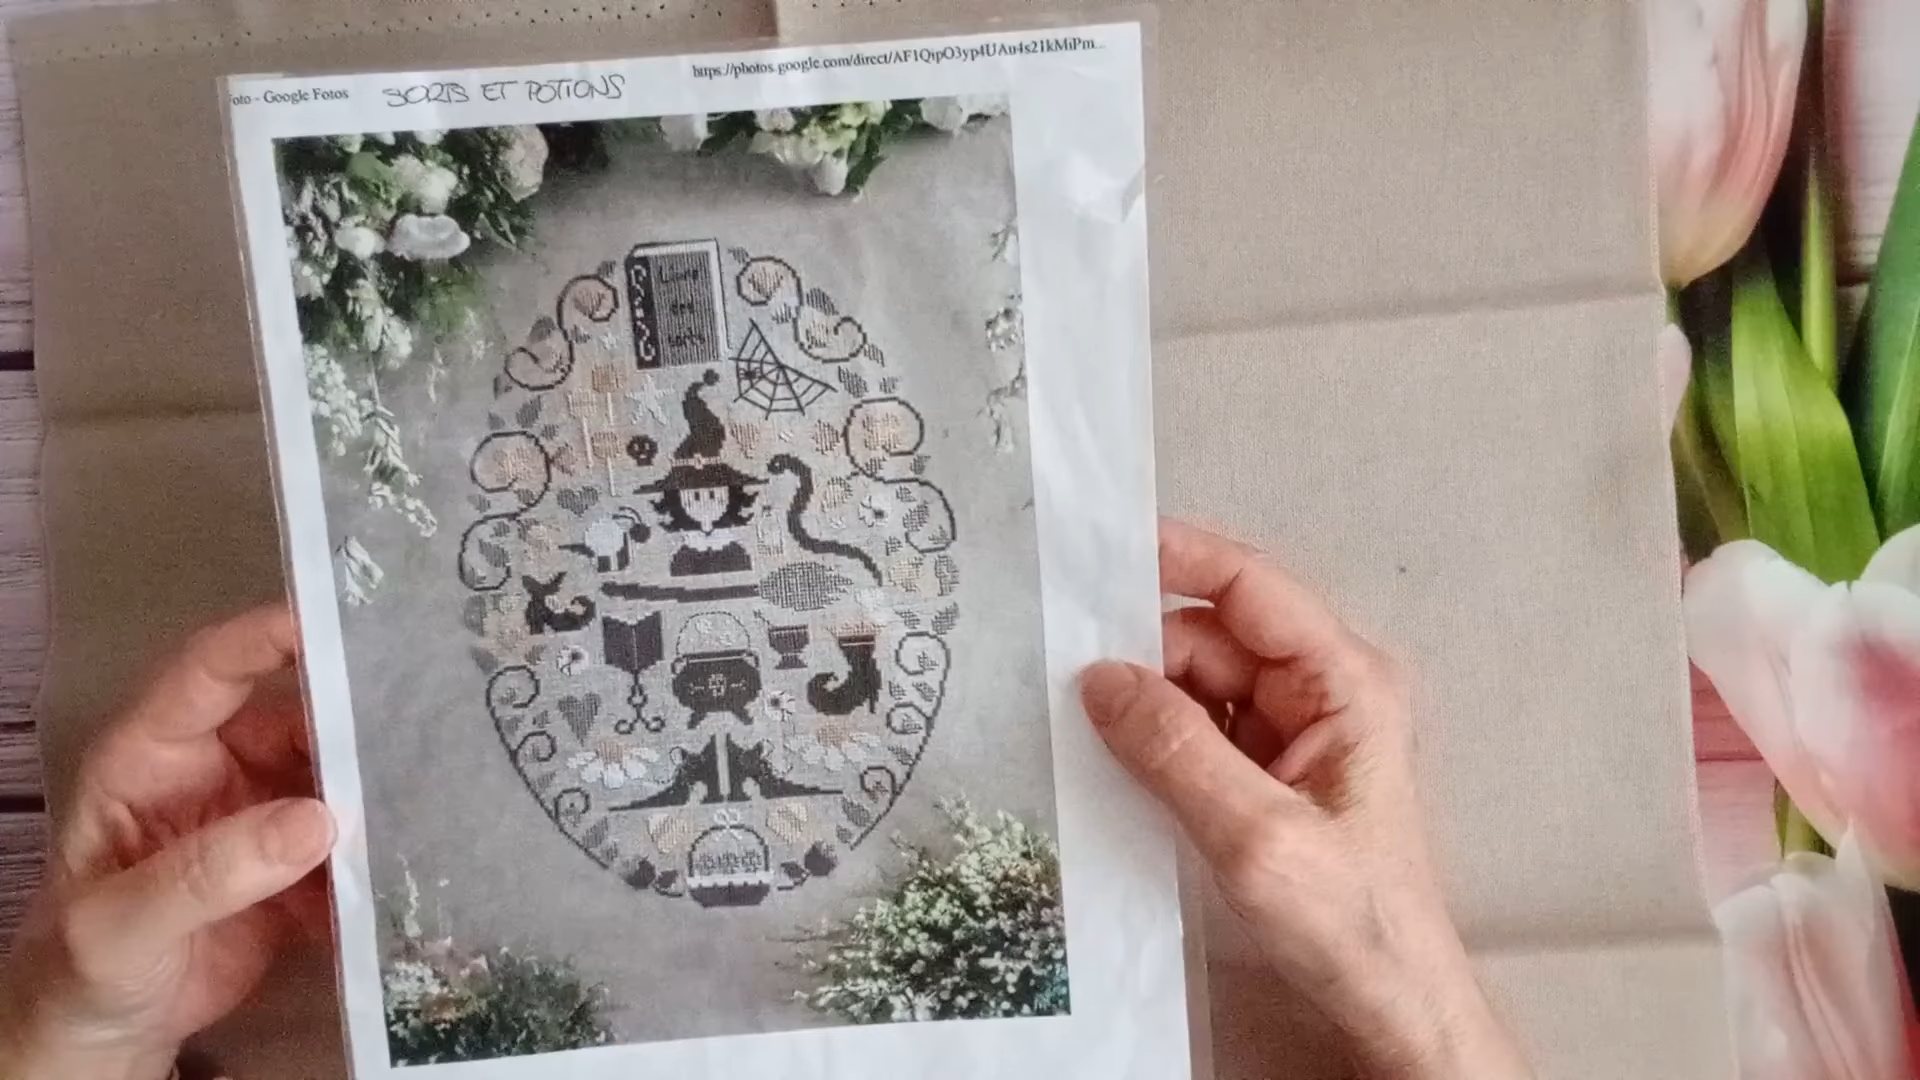 oto - Google Fotos
SORTS ET POTIONS
https://photos.google.com/direct/AF1QipO3yp4UAu4s21kMiPm...
Livre
des
sorts